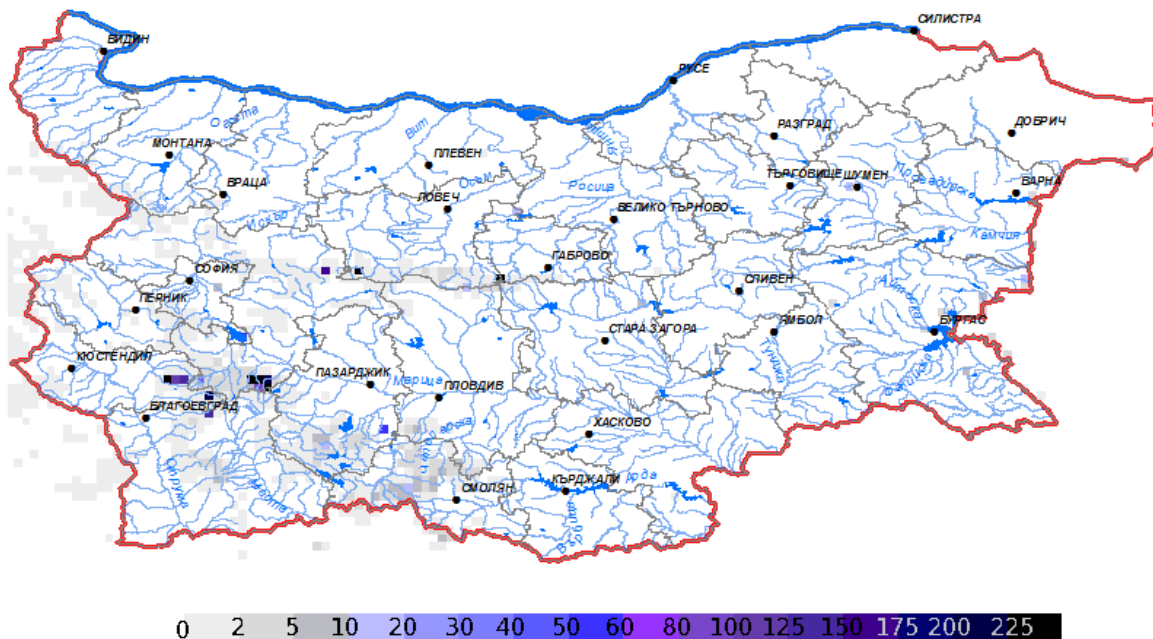 СИЛИСТРА
ВИДИН
РУСЕ
Огоста
Вит
РАЗГРАД
ДОБРИЧ
МОНТАНА
ПЛЕВЕН
ВРАЦА
Осъм
Росица
ТЪРГОВИЩЕ
ШУМЕН
Провадийска
ВАРНА
ЛОВЕЧ
Искър
ВЕЛИКО ТЪРНОВО
Камчия
СОФИЯ
ГАБРОВО
СЛИВЕН
ПЕРНИК
СТАРА ЗАГОРА
ЯМБОЛ
БУРГАС
КЮСТЕНДИЛ
ПАЗАРДЖИК
Марица
ПЛОВДИВ
Тунджа
БЛАГОЕВГРАД
ХАСКОВО
Струма
Места
СМОЛЯН
КЪРДЖАЛИ
0 2 5 10 20 30 40 50 60 80 100 125 150 175 200 225